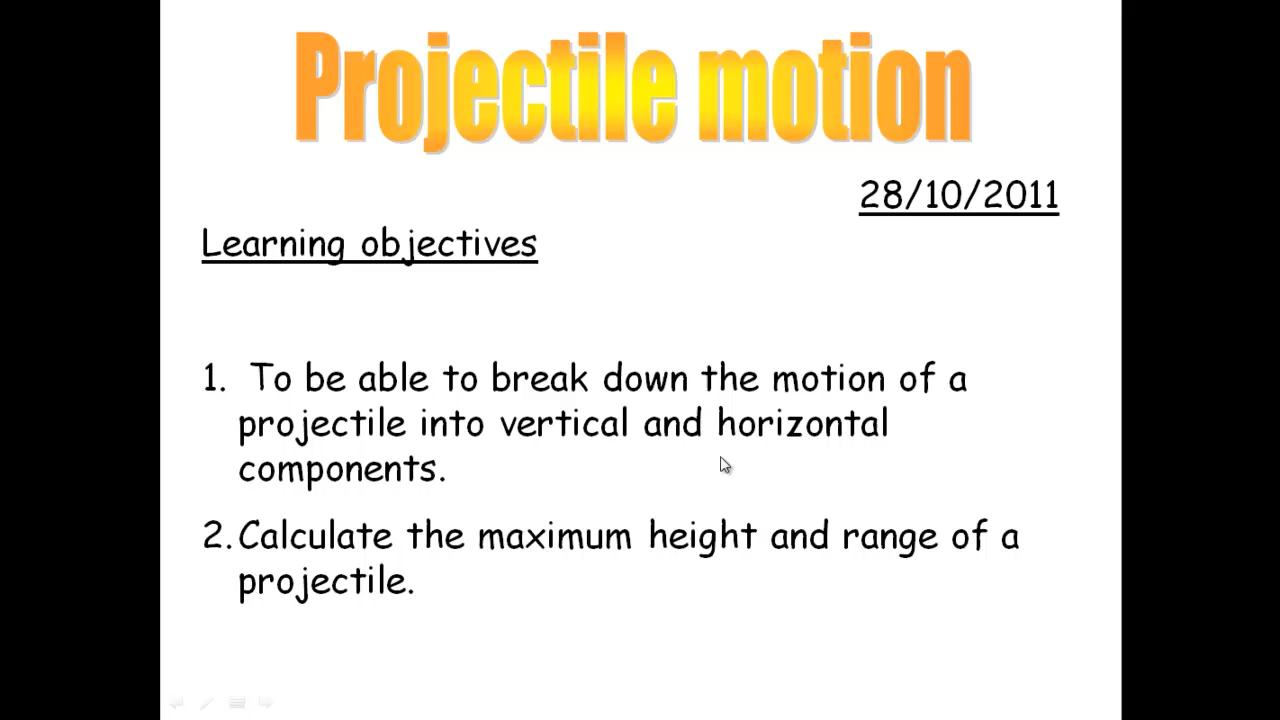 Projectile motion
28/10/2011
Learning objectives
1. To be able to break down the motion of a
projectile into vertical and horizontal
components.
2. Calculate the maximum height and range of a
projectile.